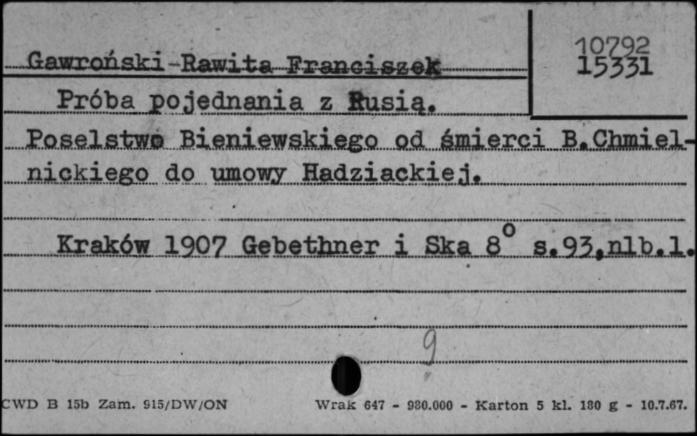 10792
15331
Gawroński-Rawita Franciszek
Próba pojednania z Rusią.
Poselstwo Bieniewskiego od śmierci B.Chmiel-
nickiego do umowy Hadziackiej.
Kraków 1907 Gebethner i Ska 8° s.93,nlb.1.
9
CWD B 15b Zam. 915/DW/ON Wrak 647 - 980.000 - Karton 5 kl. 180 g - 10.7.67.